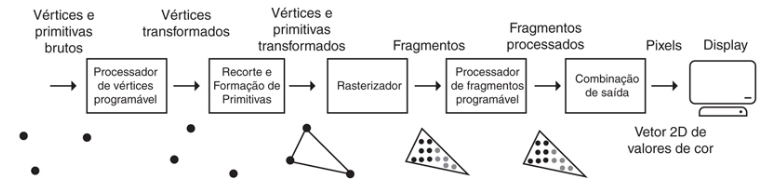 Vértices e
primitivas
brutos
Vértices
transformados
Vértices e
primitivas
transformados
Fragmentos
Fragmentos
processados
Pixels
Display
Processador
de vértices
programável
Recorte e
Formação de
Primitivas
Rasterizador
Processador
de fragmentos
programável
Combinação
de saída
Vetor 2D de
valores de cor